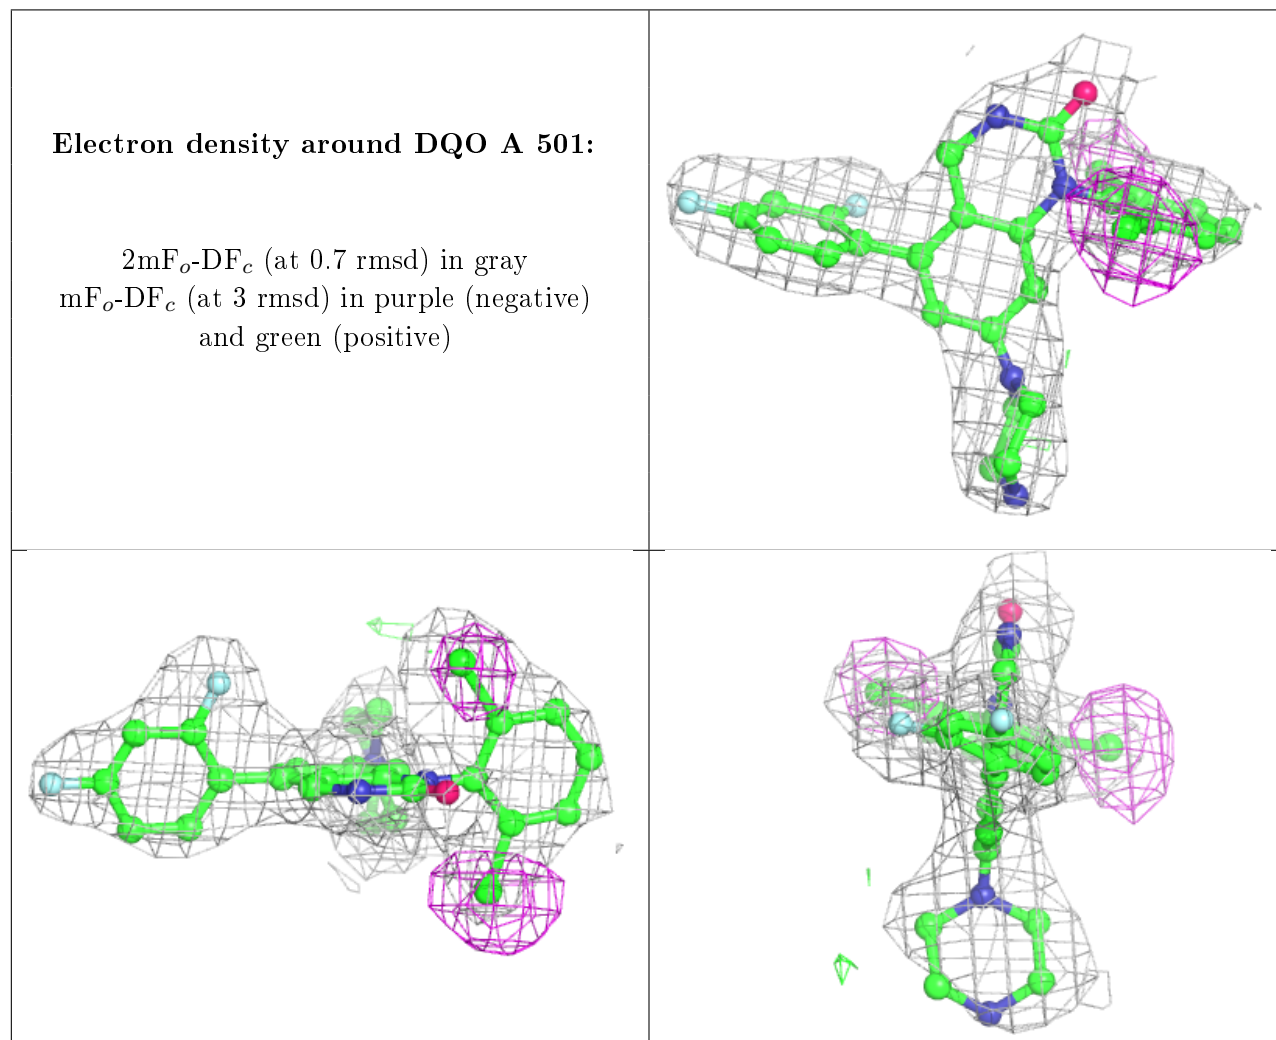 Electron density around DQO A 501:
2mFo-DFc (at 0.7 rmsd) in gray
mFo-DFc (at 3 rmsd) in purple (negative)
and green (positive)